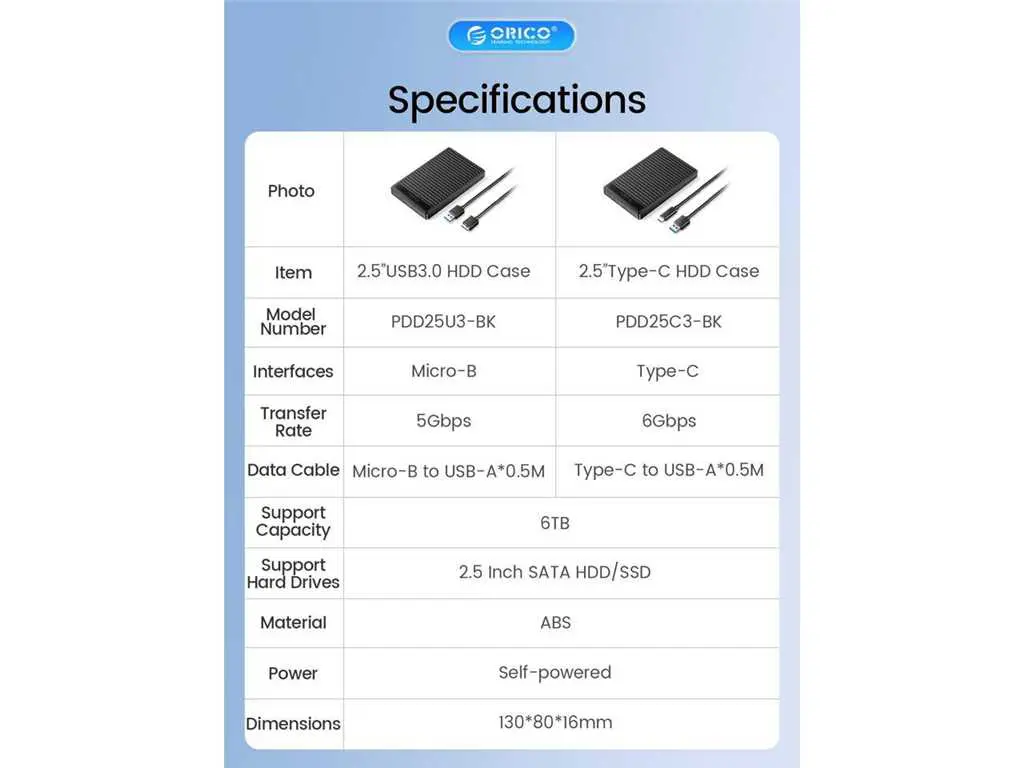 ORICO®
Specifications
Photo
Item
2.5"USB3.0 HDD Case
2.5"Type-C HDD Case
Model
Number
PDD25U3-BK
PDD25C3-BK
Interfaces
Micro-B
Type-C
Transfer
Rate
5Gbps
6Gbps
Data Cable
Micro-B to USB-A*0.5M
Type-C to USB-A*0.5M
Support
Capacity
6TB
Support
Hard Drives
2.5 Inch SATA HDD/SSD
Material
ABS
Power
Self-powered
Dimensions
130*80*16mm